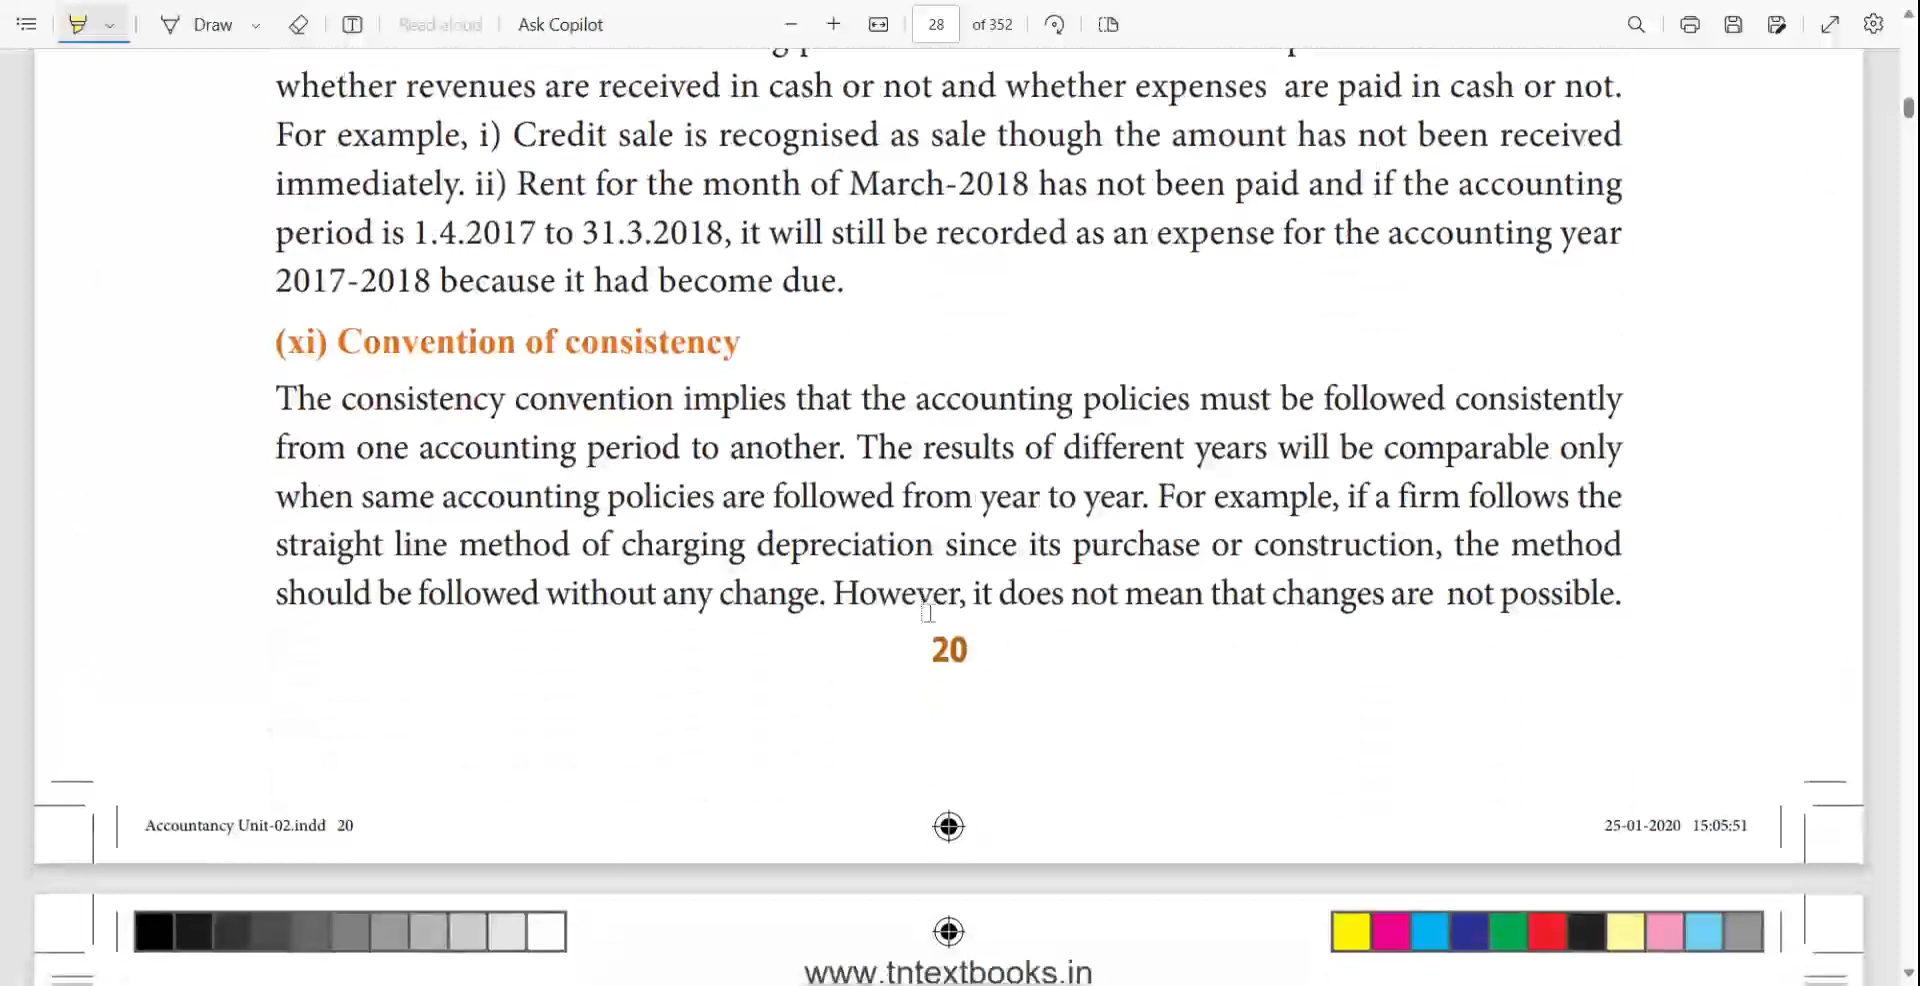 Draw
Read aloud
Ask Copilot
28
of 352
whether revenues are received in cash or not and whether expenses are paid in cash or not.
For example, i) Credit sale is recognised as sale though the amount has not been received
immediately. ii) Rent for the month of March-2018 has not been paid and if the accounting
period is 1.4.2017 to 31.3.2018, it will still be recorded as an expense for the accounting year
2017-2018 because it had become due.
(xi) Convention of consistency
The consistency convention implies that the accounting policies must be followed consistently
from one accounting period to another. The results of different years will be comparable only
when same accounting policies are followed from year to year. For example, if a firm follows the
straight line method of charging depreciation since its purchase or construction, the method
should be followed without any change. However, it does not mean that changes are not possible.
20
Accountancy Unit-02.indd 20
25-01-2020 15:05:51
www.tntextbooks.in